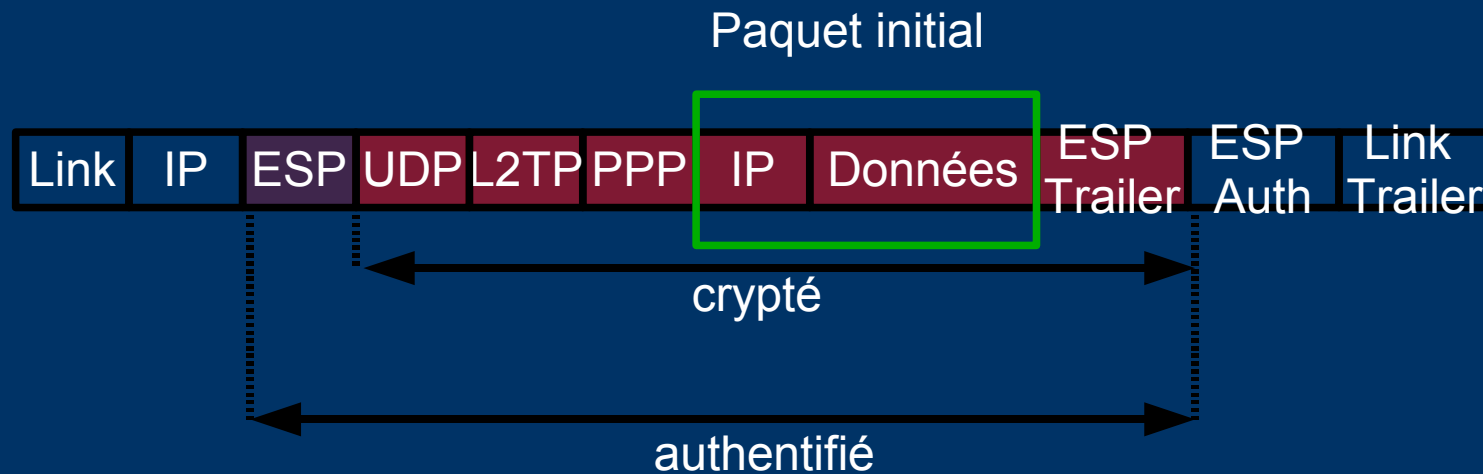 Paquet initial
Link IP ESP UDP L2TP PPP IP Données ESP Trailer ESP Auth Link Trailer
crypté
authentifié